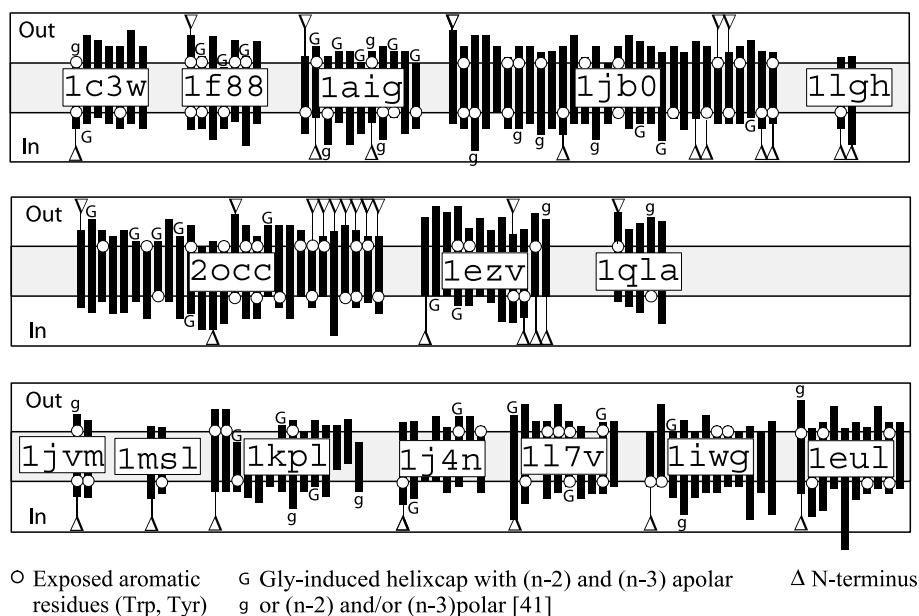 Out
g G G G G g G G
1c3w 1f88 1aig 1jb0 1lgh
G g g g g g G
In
Out
G G G G G g g
2occ 1ezv 1qla
G G G
In
Out
g G G G G G G g
1jvm 1msl 1kpl 1j4n 1l7v 1iwg 1eul
g G g G G g
In
Exposed aromatic
residues (Trp, Tyr)
G Gly-induced helixcap with (n-2) and (n-3) apolar
g or (n-2) and/or (n-3)polar [41]
Δ N-terminus